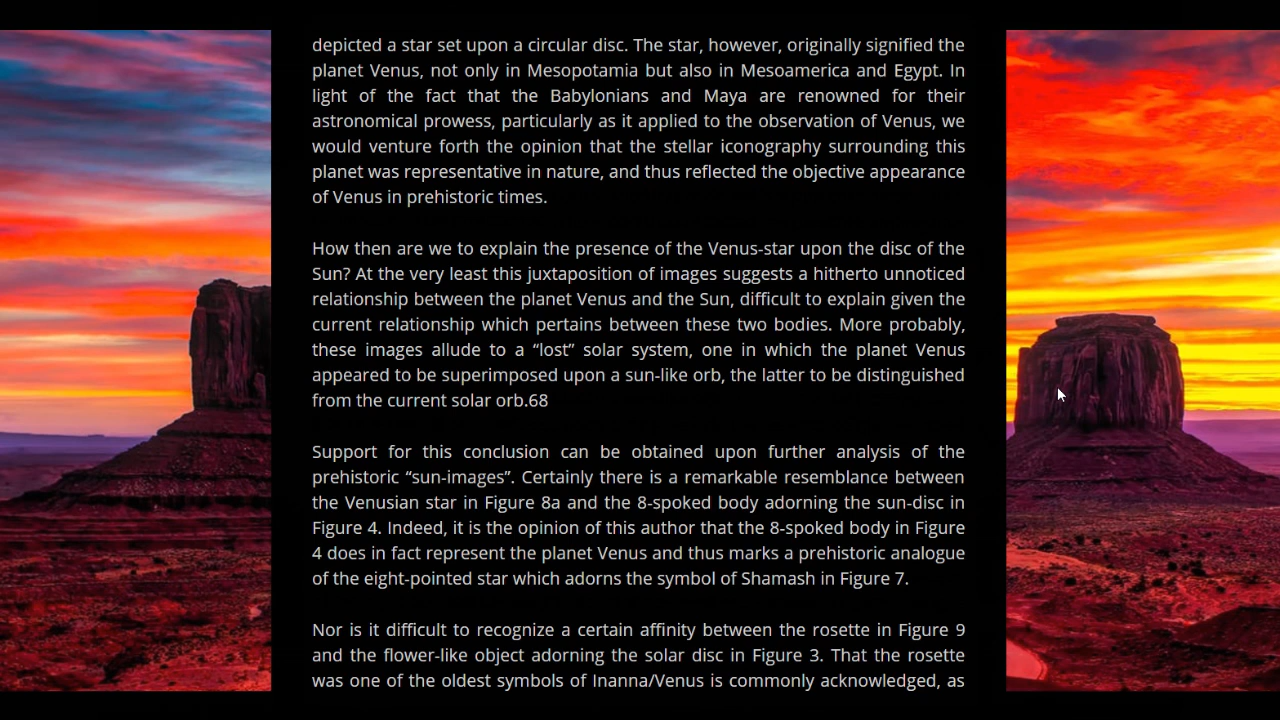 depicted a star set upon a circular disc. The star, however, originally signified the
planet Venus, not only in Mesopotamia but also in Mesoamerica and Egypt. In
light of the fact that the Babylonians and Maya are renowned for their
astronomical prowess, particularly as it applied to the observation of Venus, we
would venture forth the opinion that the stellar iconography surrounding this
planet was representative in nature, and thus reflected the objective appearance
of Venus in prehistoric times.
How then are we to explain the presence of the Venus-star upon the disc of the
Sun? At the very least this juxtaposition of images suggests a hitherto unnoticed
relationship between the planet Venus and the Sun, difficult to explain given the
current relationship which pertains between these two bodies. More probably,
these images allude to a “lost” solar system, one in which the planet Venus
appeared to be superimposed upon a sun-like orb, the latter to be distinguished
from the current solar orb.68
Support for this conclusion can be obtained upon further analysis of the
prehistoric “sun-images”. Certainly there is a remarkable resemblance between
the Venusian star in Figure 8a and the 8-spoked body adorning the sun-disc in
Figure 4. Indeed, it is the opinion of this author that the 8-spoked body in Figure
4 does in fact represent the planet Venus and thus marks a prehistoric analogue
of the eight-pointed star which adorns the symbol of Shamash in Figure 7.
Nor is it difficult to recognize a certain affinity between the rosette in Figure 9
and the flower-like object adorning the solar disc in Figure 3. That the rosette
was one of the oldest symbols of Inanna/Venus is commonly acknowledged, as